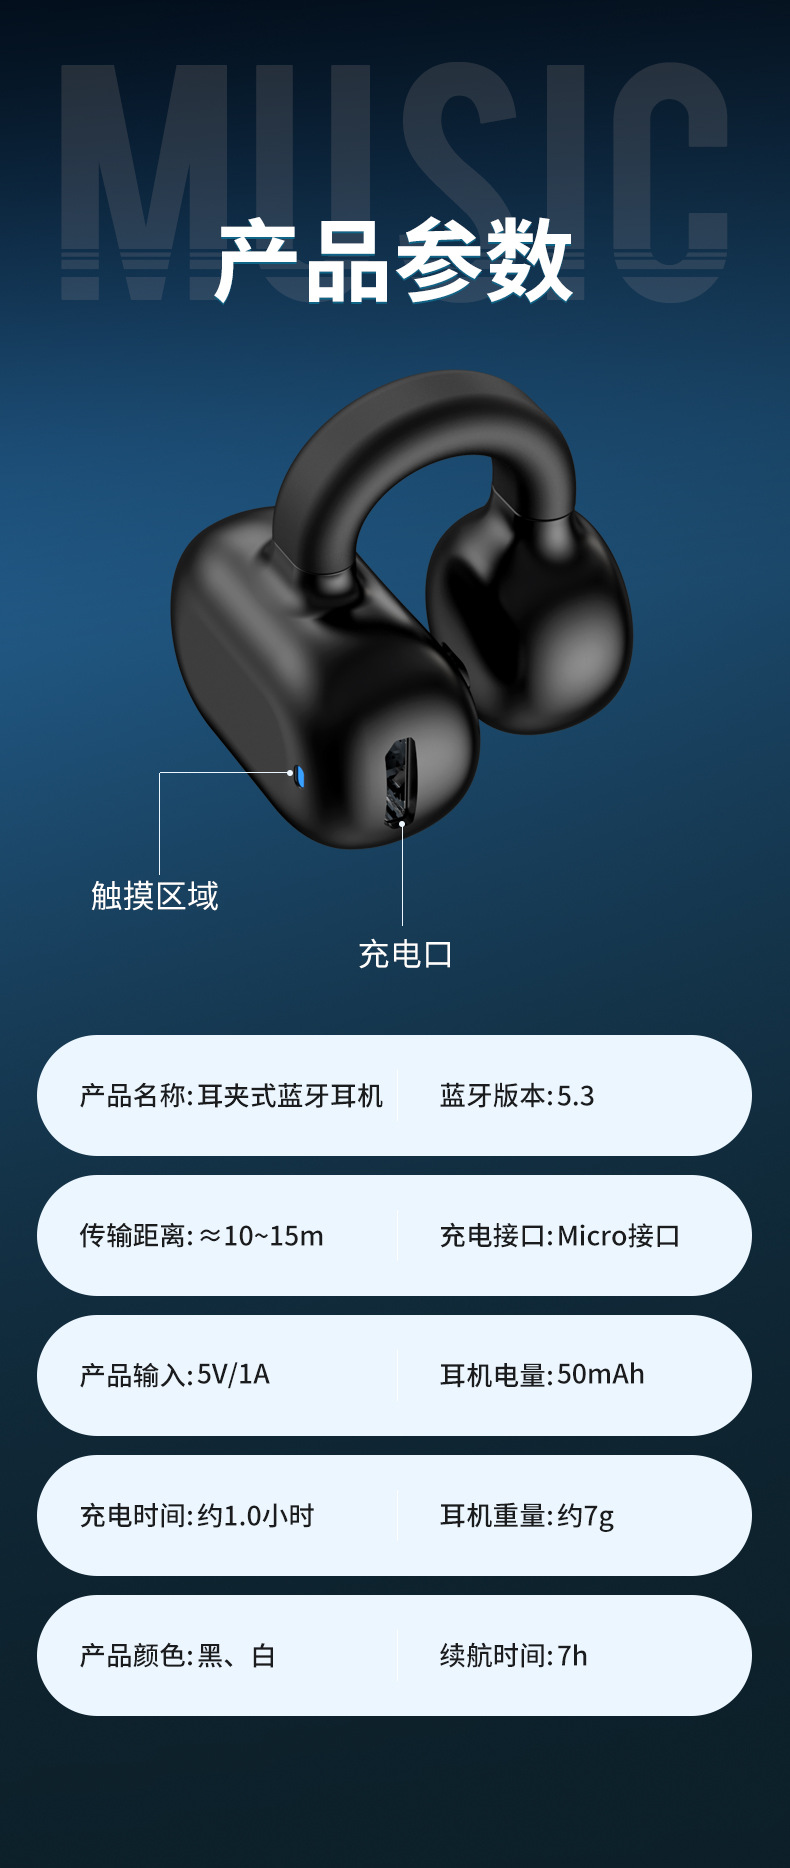 MUSIC
产品参数
触摸区域
充电口
产品名称:耳夹式蓝牙耳机
蓝牙版本:5.3
传输距离:≈10~15m
充电接口:Micro接口
产品输入:5V/1A
耳机电量:50mAh
充电时间:约1.0小时
耳机重量:约7g
产品颜色:黑、白
续航时间:7h